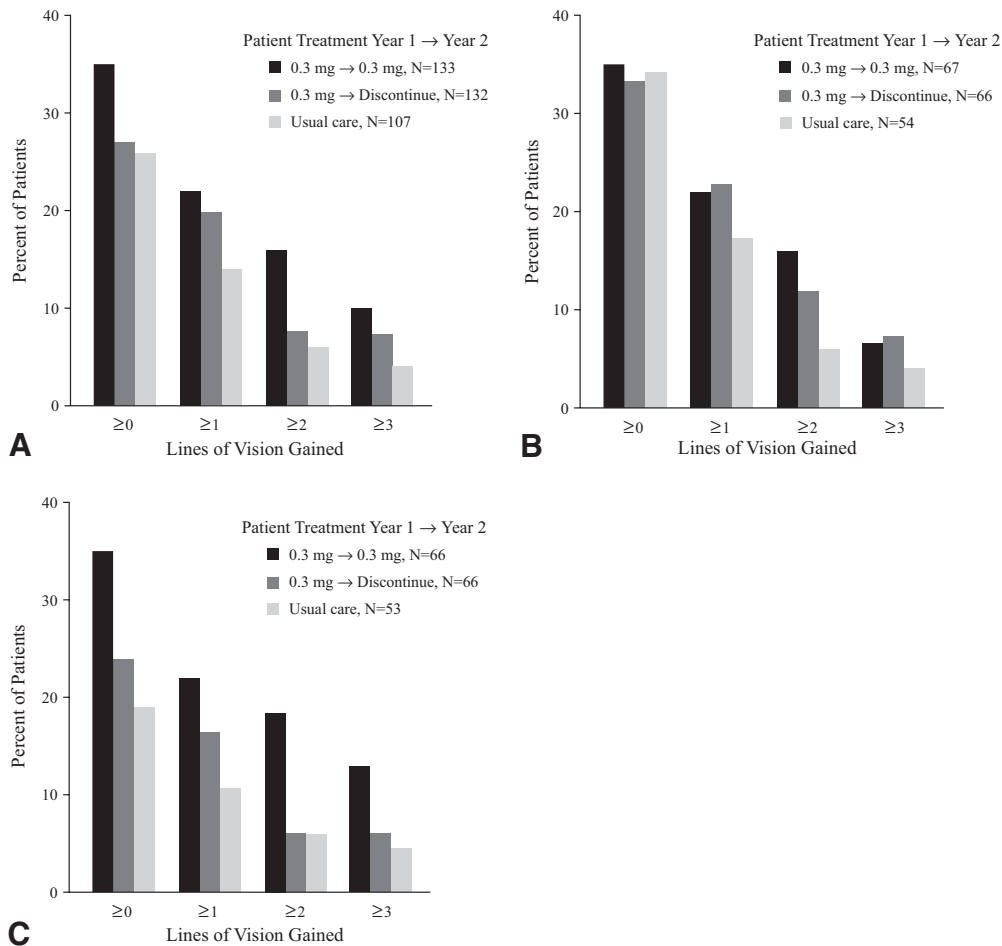 40
30
20
10
0
Percent of Patients
Patient Treatment Year 1 → Year 2
0.3 mg → 0.3 mg, N=133
0.3 mg → Discontinue, N=132
Usual care, N=107
≥0 ≥1 ≥2 ≥3
Lines of Vision Gained
A
40
30
20
10
0
Percent of Patients
Patient Treatment Year 1 → Year 2
0.3 mg → 0.3 mg, N=67
0.3 mg → Discontinue, N=66
Usual care, N=54
≥0 ≥1 ≥2 ≥3
Lines of Vision Gained
B
40
30
20
10
0
Percent of Patients
Patient Treatment Year 1 → Year 2
0.3 mg → 0.3 mg, N=66
0.3 mg → Discontinue, N=66
Usual care, N=53
≥0 ≥1 ≥2 ≥3
Lines of Vision Gained
C